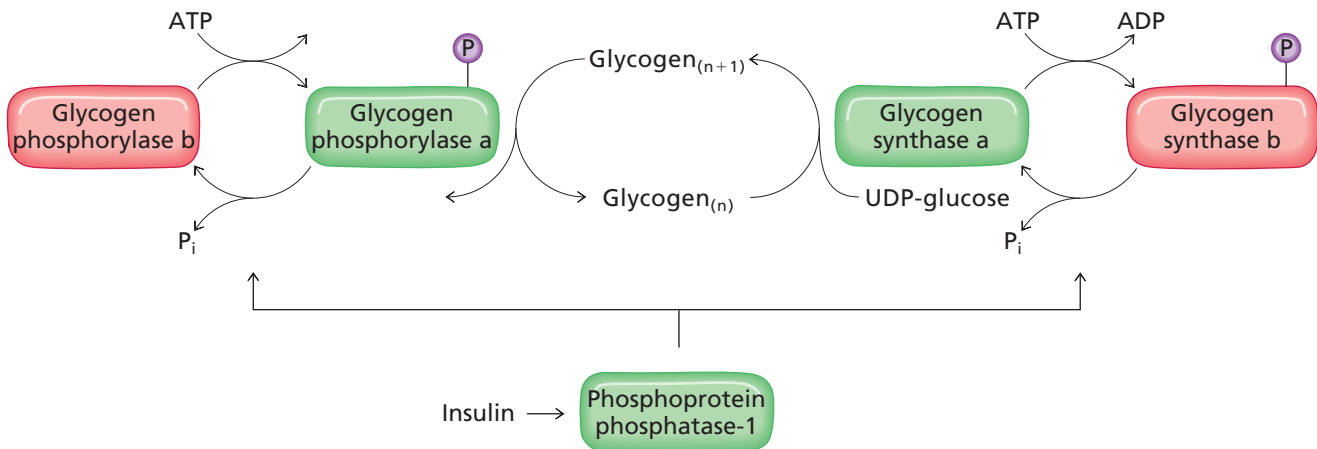 ATP
ATP
ADP
P
P
Glycogen
phosphorylase b
Glycogen
phosphorylase a
Glycogen(n+1)
Glycogen
synthase a
Glycogen
synthase b
Glycogen(n)
UDP-glucose
Pi
Pi
Insulin
Phosphoprotein
phosphatase-1